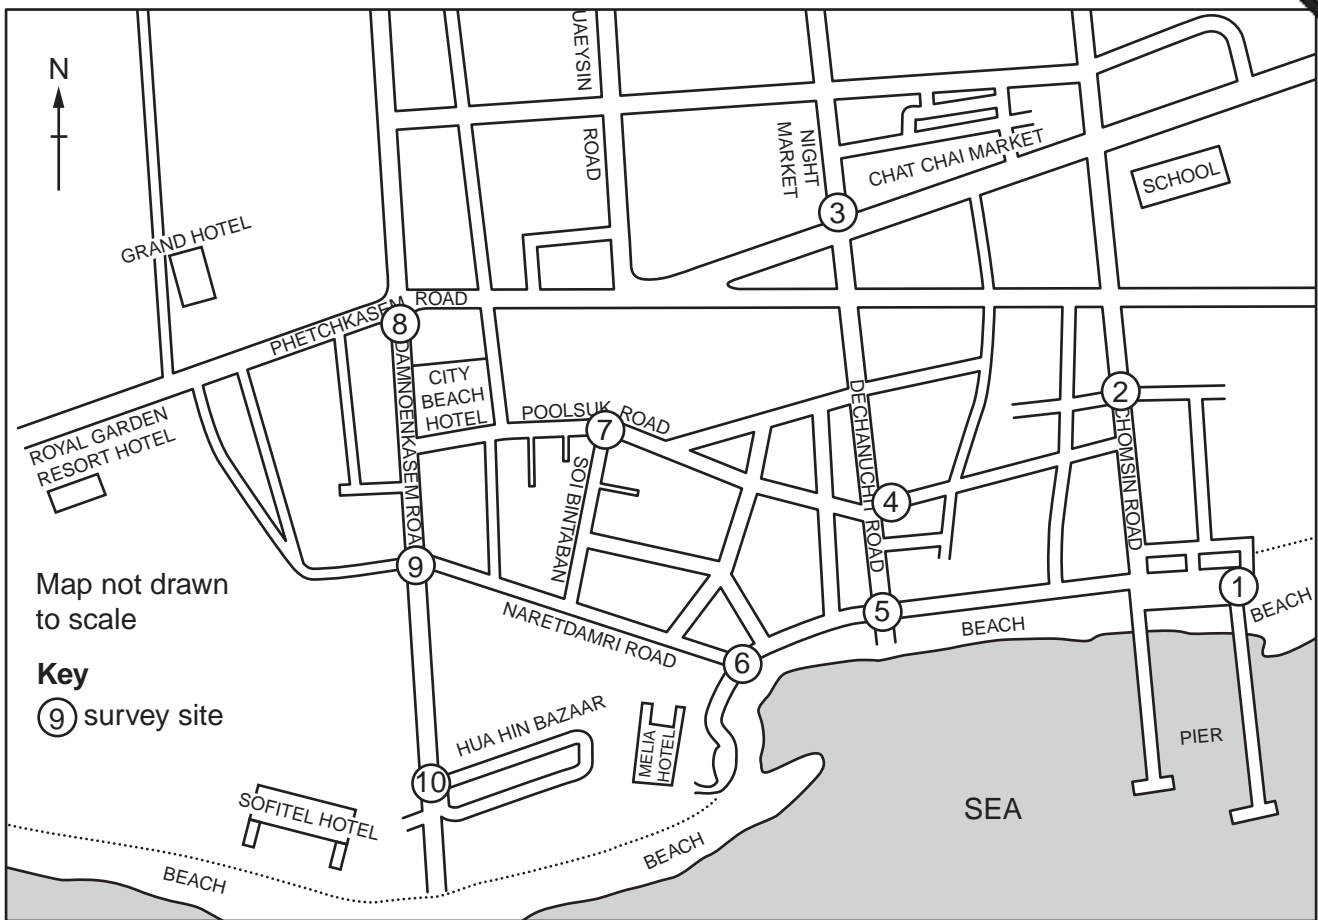 N
UAEYSIN
ROAD
NIGHT
MARKET
CHAT CHAI MARKET
SCHOOL
3
GRAND HOTEL
PHETCHKASEM ROAD
8
DAMNOENKASEM ROA
CITY
BEACH
HOTEL
POOLSUK ROAD
7
SOI BINTABAN
DECHANUCHIT ROAD
2
CHOMSIN ROAD
4
ROYAL GARDEN
RESORT HOTEL
9
Map not drawn
to scale
Key
9 survey site
NARETDAMRI ROAD
5
1
BEACH
BEACH
6
HUA HIN BAZAAR
MELIA
HOTEL
PIER
10
SOFITEL HOTEL
SEA
BEACH
BEACH